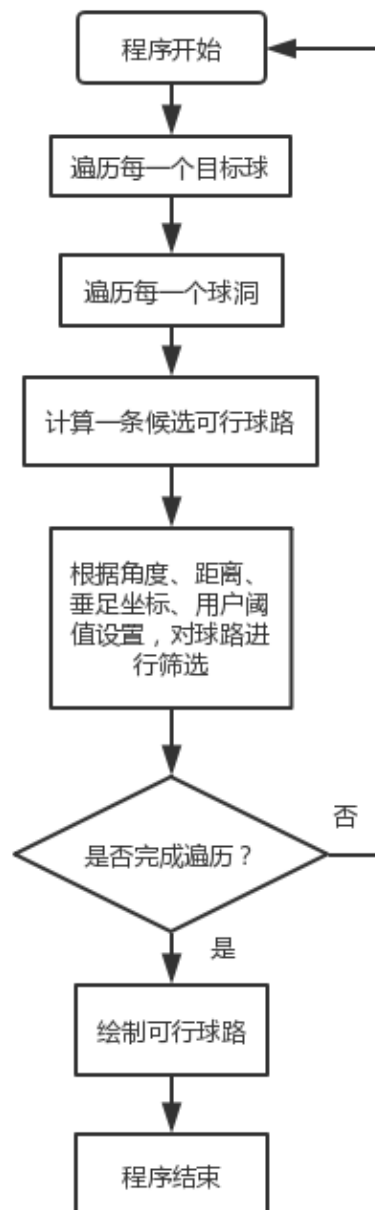 程序开始
遍历每一个目标球
遍历每一个球洞
计算一条候选可行球路
根据角度、距离、
垂足坐标、用户阈
值设置，对球路进
行筛选
是否完成遍历？
否
是
绘制可行球路
程序结束